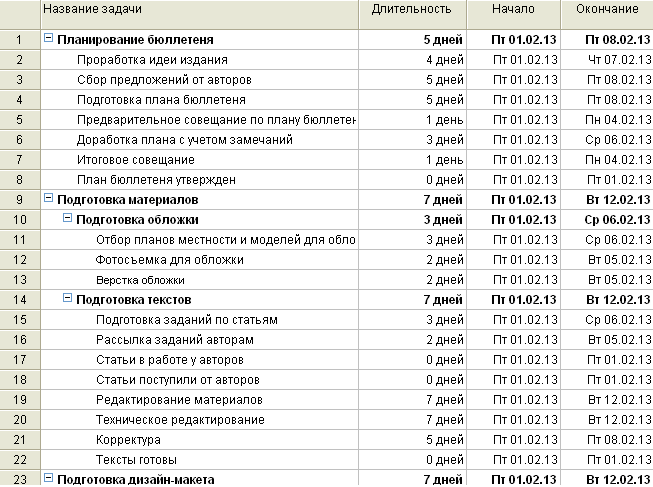 Название задачи Длительность Начало Окончание
1 Планирование бюллетеня 5 дней Пт 01.02.13 Пт 08.02.13
2 Проработка идеи издания 4 дней Пт 01.02.13 Чт 07.02.13
3 Сбор предложений от авторов 5 дней Пт 01.02.13 Пт 08.02.13
4 Подготовка плана бюллетеня 5 дней Пт 01.02.13 Пт 08.02.13
5 Предварительное совещание по плану бюллетен 1 день Пт 01.02.13 Пн 04.02.13
6 Доработка плана с учетом замечаний 3 дней Пт 01.02.13 Ср 06.02.13
7 Итоговое совещание 1 день Пт 01.02.13 Пн 04.02.13
8 План бюллетеня утвержден 0 дней Пт 01.02.13 Пт 01.02.13
9 Подготовка материалов 7 дней Пт 01.02.13 Вт 12.02.13
10 Подготовка обложки 3 дней Пт 01.02.13 Ср 06.02.13
11 Отбор планов местности и моделей для обло 3 дней Пт 01.02.13 Ср 06.02.13
12 Фотосъемка для обложки 2 дней Пт 01.02.13 Вт 05.02.13
13 Верстка обложки 2 дней Пт 01.02.13 Вт 05.02.13
14 Подготовка текстов 7 дней Пт 01.02.13 Вт 12.02.13
15 Подготовка заданий по статьям 3 дней Пт 01.02.13 Ср 06.02.13
16 Рассылка заданий авторам 2 дней Пт 01.02.13 Вт 05.02.13
17 Статьи в работе у авторов 0 дней Пт 01.02.13 Пт 01.02.13
18 Статьи поступили от авторов 0 дней Пт 01.02.13 Пт 01.02.13
19 Редактирование материалов 7 дней Пт 01.02.13 Вт 12.02.13
20 Техническое редактирование 7 дней Пт 01.02.13 Вт 12.02.13
21 Корректура 5 дней Пт 01.02.13 Пт 08.02.13
22 Тексты готовы 0 дней Пт 01.02.13 Пт 01.02.13
23 Подготовка дизайн-макета 7 дней Пт 01.02.13 Вт 12.02.13